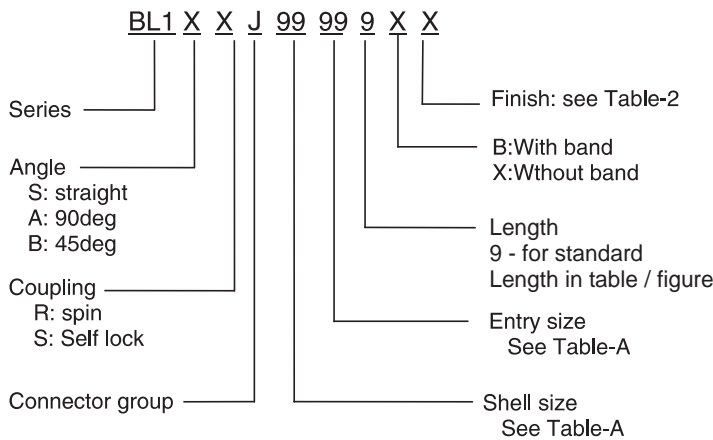 BL1 X X J 99 99 9 X X
Series
Angle
S: straight
A: 90deg
B: 45deg
Coupling
R: spin
S: Self lock
Connector group
Finish: see Table-2
B:With band
X:Wthout band
Length
9 - for standard
Length in table / figure
Entry size
See Table-A
Shell size
See Table-A